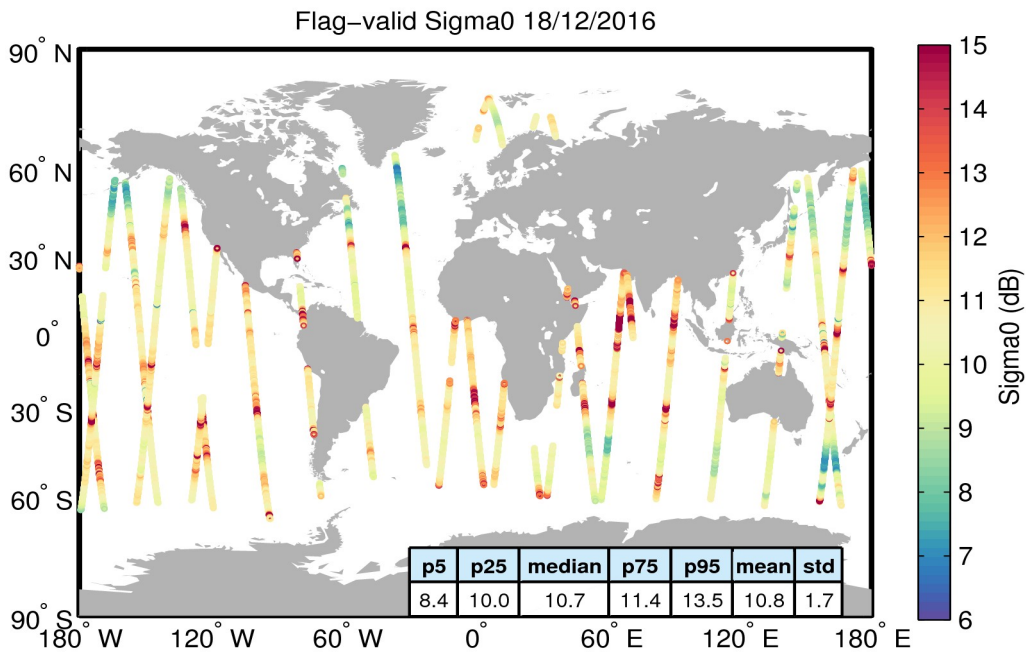 Flag−valid Sigma0 18/12/2016
90° N
60° N
30° N
0°
30° S
60° S
90° S
180° W
120° W
60° W
0°
60° E
120° E
180° E
p5 p25 median p75 p95 mean std
8.4 10.0 10.7 11.4 13.5 10.8 1.7
15
14
13
12
11
10
9
8
7
6
Sigma0 (dB)